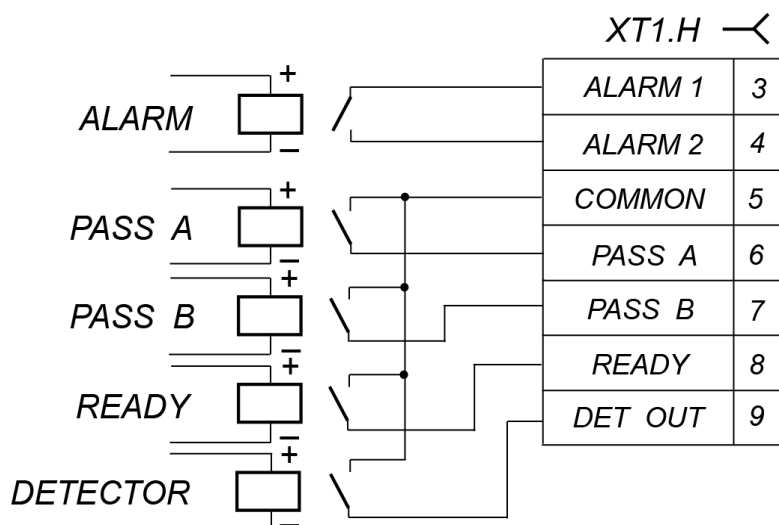 XT1.H
ALARM 1 3
ALARM 2 4
COMMON 5
PASS A 6
PASS B 7
READY 8
DET OUT 9
+
ALARM
−
+
PASS A
−
+
PASS B
−
+
READY
−
+
DETECTOR
−